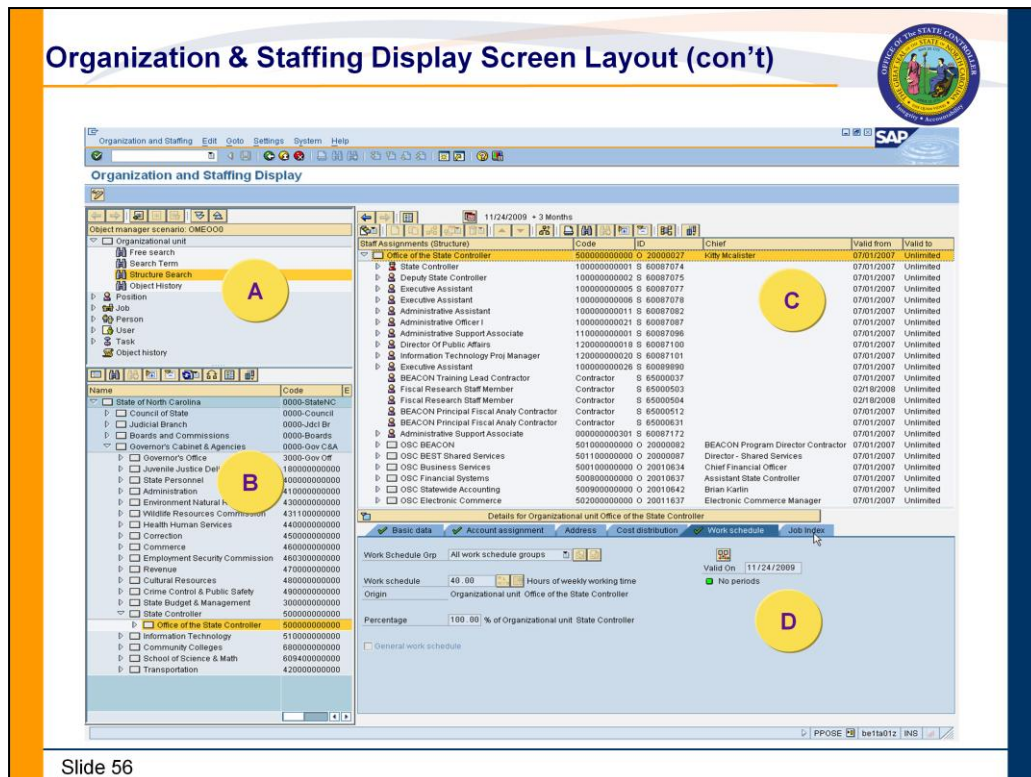 Organization & Staffing Display Screen Layout (con't)
OFFICE OF THE STATE CONTROLLER
Integrity • Accountability
Organization and Staffing Edit Goto Settings System Help
SAP
Organization and Staffing Display
Object manager scenario: OMEOO0
Organizational unit
Free search
Search Term
Structure Search
Object History
Position
Job
Person
User
Task
Object history
A
Name Code E
State of North Carolina 0000-StateNC
Council of State 0000-Council
Judicial Branch 0000-Jdcl Br
Boards and Commissions 0000-Boards
Governor's Cabinet & Agencies 0000-Gov C&A
Governor's Office 3000-Gov Off
Juvenile Justice 180000000000
State Personnel 400000000000
Administration 410000000000
Environment Natural 430000000000
Wildlife Resources Commission 431100000000
Health Human Services 440000000000
Correction 450000000000
Commerce 460000000000
Employment Security Commission 460300000000
Revenue 470000000000
Cultural Resources 480000000000
Crime Control & Public Safety 490000000000
State Budget & Management 300000000000
State Controller 500000000000
Office of the State Controller 500000000000
Information Technology 510000000000
Community Colleges 680000000000
School of Science & Math 609400000000
Transportation 420000000000
B
11/24/2009 + 3 Months
Staff Assignments (Structure) Code ID Chief Valid from Valid to
Office of the State Controller 500000000000 O 20000027 Kitty Mcalister 07/01/2007 Unlimited
State Controller 100000000001 S 60087074 07/01/2007 Unlimited
Deputy State Controller 100000000002 S 60087075 07/01/2007 Unlimited
Executive Assistant 100000000005 S 60087077 07/01/2007 Unlimited
Executive Assistant 100000000006 S 60087078 07/01/2007 Unlimited
Administrative Assistant 100000000011 S 60087082 07/01/2007 Unlimited
Administrative Officer I 100000000021 S 60087087 07/01/2007 Unlimited
Administrative Support Associate 110000000001 S 60087096 07/01/2007 Unlimited
Director Of Public Affairs 120000000018 S 60087100 07/01/2007 Unlimited
Information Technology Proj Manager 120000000020 S 60087101 07/01/2007 Unlimited
Executive Assistant 100000000026 S 60089890 07/01/2007 Unlimited
BEACON Training Lead Contractor Contractor S 65000037 07/01/2007 Unlimited
Fiscal Research Staff Member Contractor S 65000503 02/18/2008 Unlimited
Fiscal Research Staff Member Contractor S 65000504 02/18/2008 Unlimited
BEACON Principal Fiscal Analy Contractor Contractor S 65000512 07/01/2007 Unlimited
BEACON Principal Fiscal Analy Contractor Contractor S 65000631 07/01/2007 Unlimited
Administrative Support Associate 000000000301 S 60087172 07/01/2007 Unlimited
OSC BEACON 501000000000 O 20000082 BEACON Program Director Contractor 07/01/2007 Unlimited
OSC BEST Shared Services 501100000000 O 20000087 Director - Shared Services 07/01/2007 Unlimited
OSC Business Services 500100000000 O 20010634 Chief Financial Officer 07/01/2007 Unlimited
OSC Financial Systems 500800000000 O 20010637 Assistant State Controller 07/01/2007 Unlimited
OSC Statewide Accounting 500900000000 O 20010642 Brian Karlin 07/01/2007 Unlimited
OSC Electronic Commerce 502000000000 O 20011637 Electronic Commerce Manager 07/01/2007 Unlimited
C
Details for Organizational unit Office of the State Controller
Basic data Account assignment Address Cost distribution Work schedule Job Index
Work Schedule Grp All work schedule groups
Valid On 11/24/2009
Work schedule 40.00 Hours of weekly working time No periods
Origin Organizational unit Office of the State Controller
Percentage 100.00 % of Organizational unit State Controller
General work schedule
D
PPOSE be1ta01z INS
Slide 56